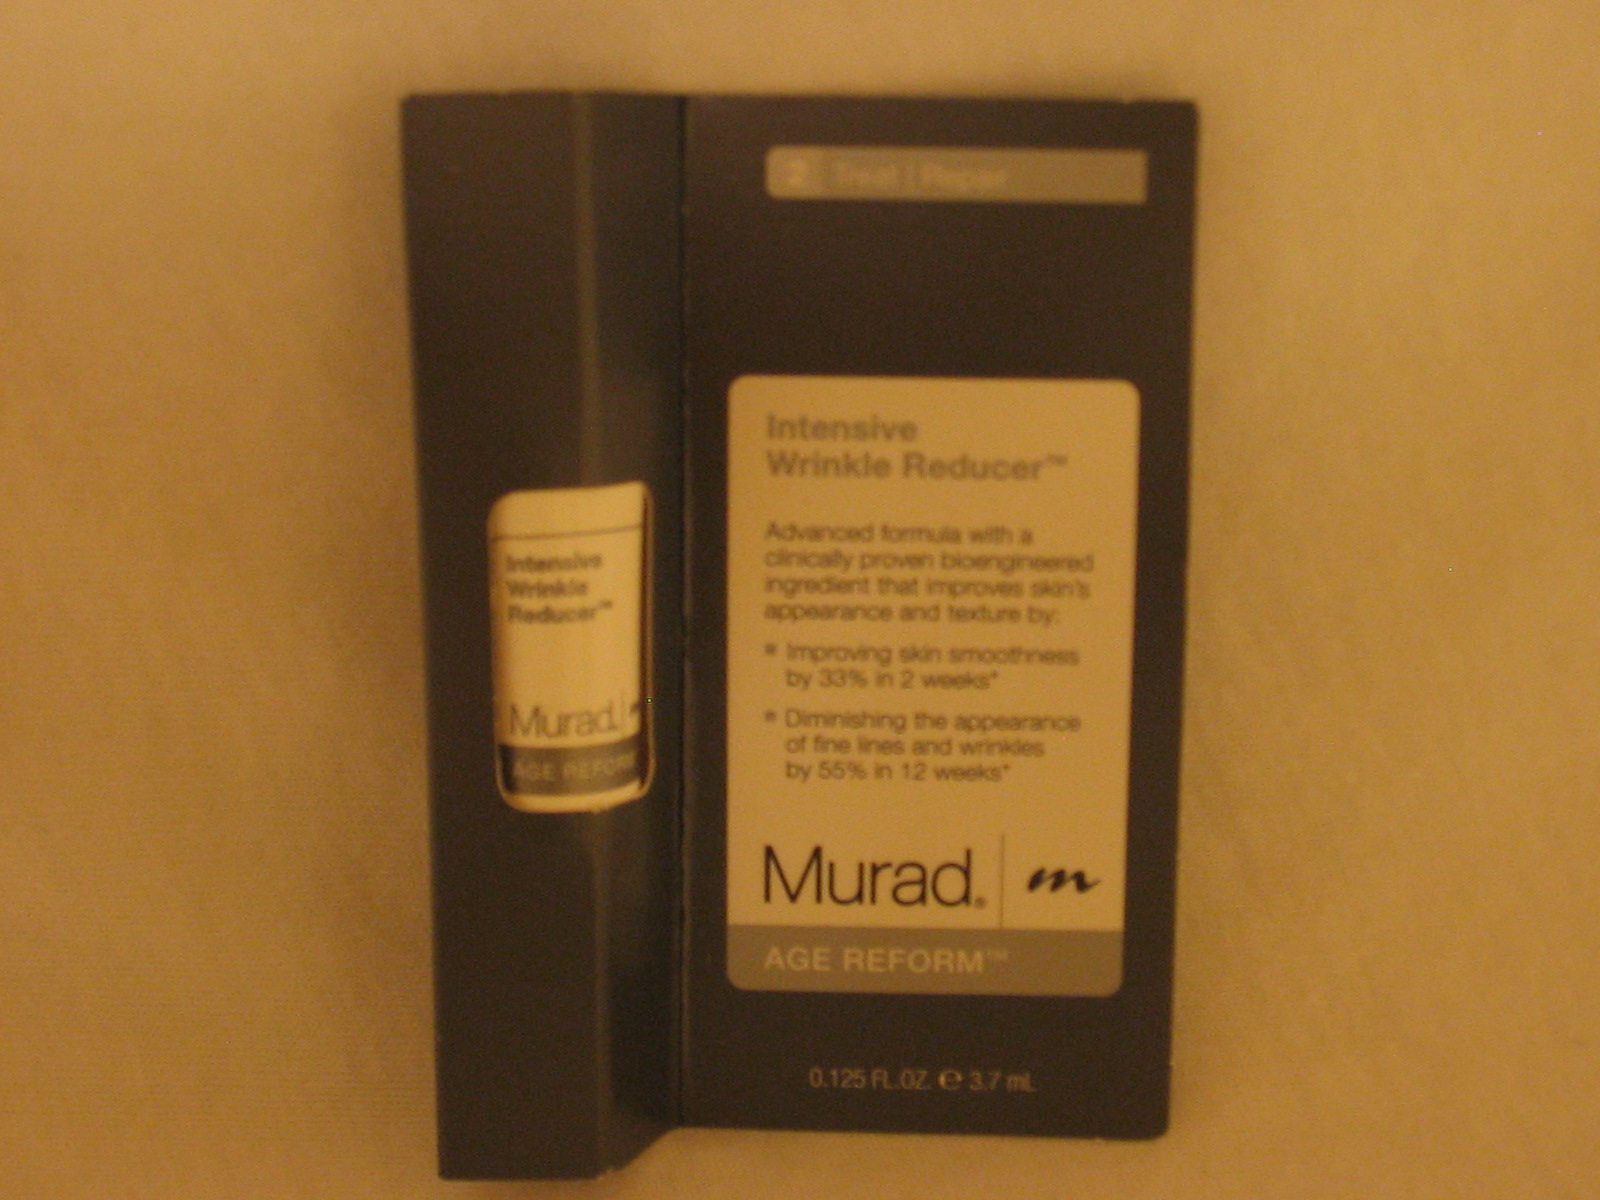 2 Treat | Repair
Intensive
Wrinkle Reducer™
Advanced formula with a
clinically proven bioengineered
ingredient that improves skin's
appearance and texture by:
▪ Improving skin smoothness
by 33% in 2 weeks*
▪ Diminishing the appearance
of fine lines and wrinkles
by 55% in 12 weeks*
Murad® | m
AGE REFORM™
0.125 FL.OZ. ℮ 3.7 mL
Intensive
Wrinkle
Reducer™
Murad.
AGE REFORM